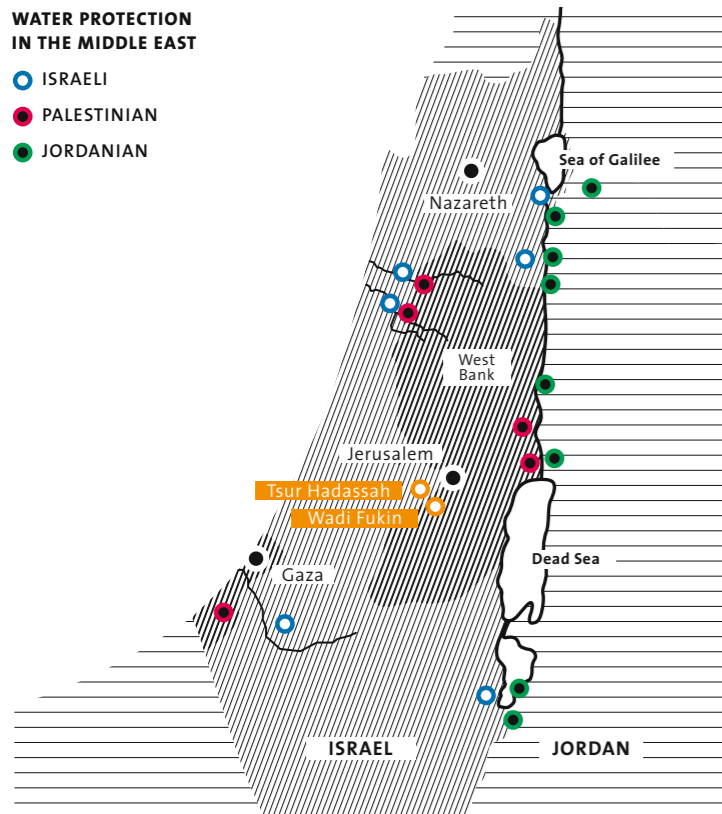 WATER PROTECTION
IN THE MIDDLE EAST
ISRAELI
PALESTINIAN
JORDANIAN
Sea of Galilee
Nazareth
West
Bank
Jerusalem
Tsur Hadassah
Wadi Fukin
Dead Sea
Gaza
ISRAEL
JORDAN